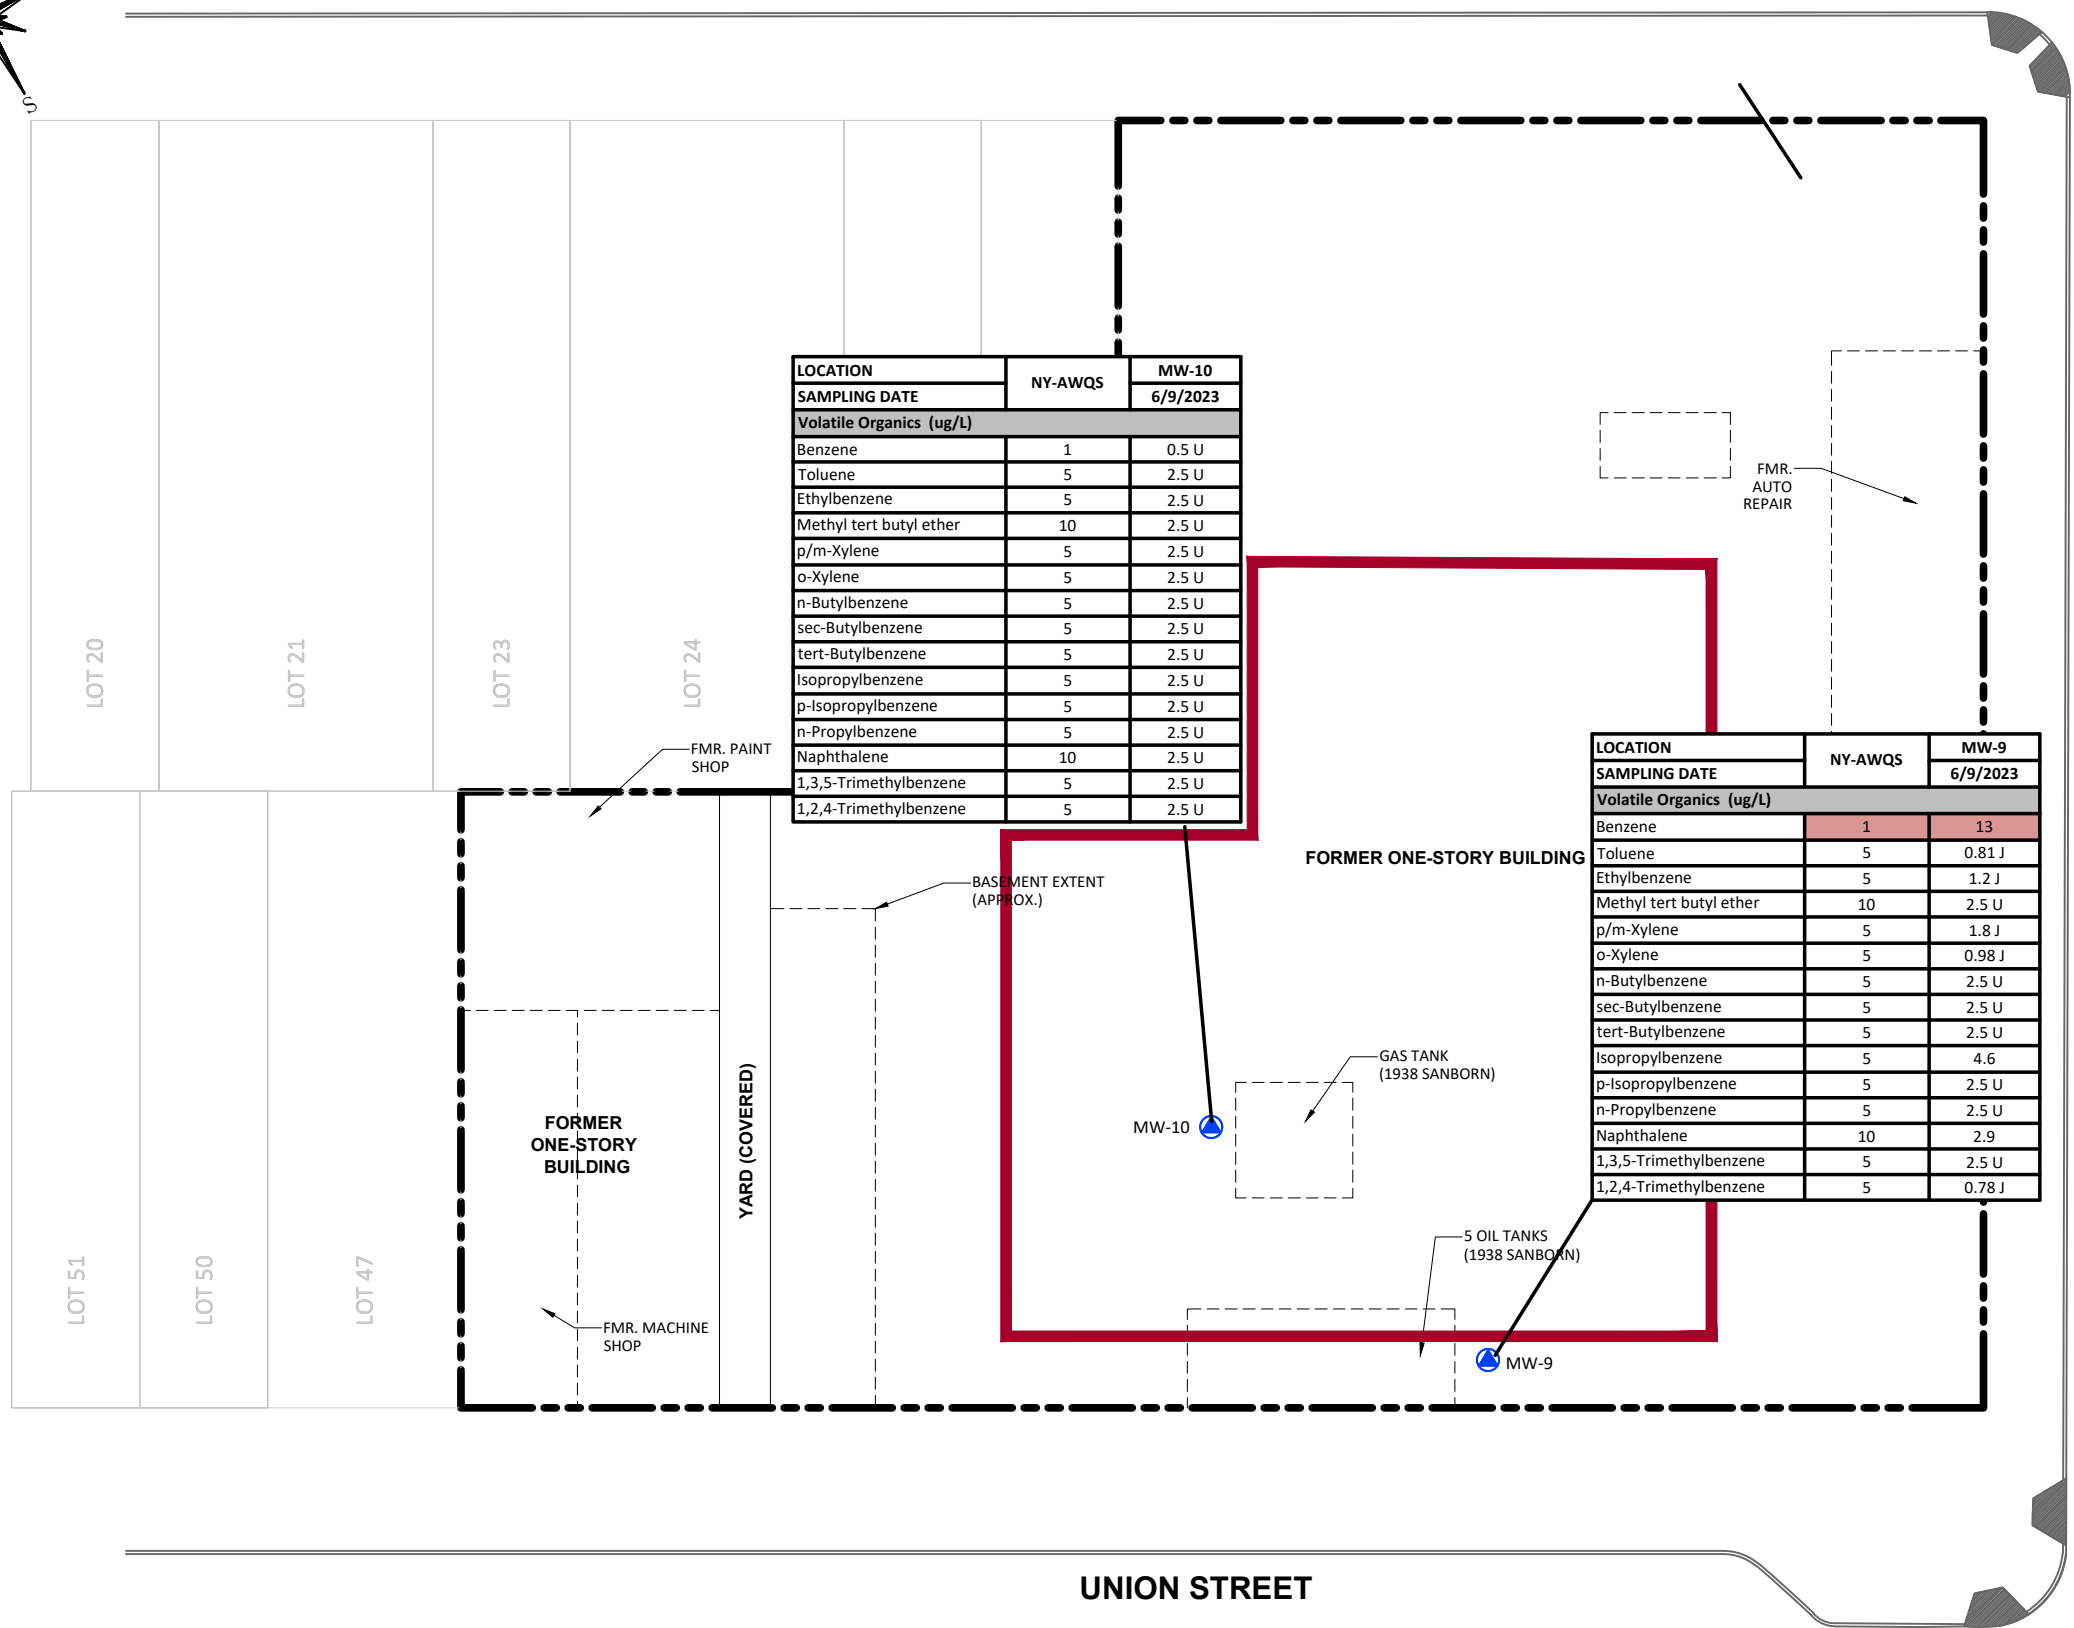 S
LOCATION NY-AWQS MW-10
SAMPLING DATE 6/9/2023
Volatile Organics (ug/L)
Benzene 1 0.5 U
Toluene 5 2.5 U
Ethylbenzene 5 2.5 U
Methyl tert butyl ether 10 2.5 U
p/m-Xylene 5 2.5 U
o-Xylene 5 2.5 U
n-Butylbenzene 5 2.5 U
sec-Butylbenzene 5 2.5 U
tert-Butylbenzene 5 2.5 U
Isopropylbenzene 5 2.5 U
p-Isopropylbenzene 5 2.5 U
n-Propylbenzene 5 2.5 U
Naphthalene 10 2.5 U
1,3,5-Trimethylbenzene 5 2.5 U
1,2,4-Trimethylbenzene 5 2.5 U
FMR.
AUTO
REPAIR
LOT 20
LOT 21
LOT 23
LOT 24
FMR. PAINT
SHOP
LOCATION NY-AWQS MW-9
SAMPLING DATE 6/9/2023
Volatile Organics (ug/L)
Benzene 1 13
Toluene 5 0.81 J
Ethylbenzene 5 1.2 J
Methyl tert butyl ether 10 2.5 U
p/m-Xylene 5 1.8 J
o-Xylene 5 0.98 J
n-Butylbenzene 5 2.5 U
sec-Butylbenzene 5 2.5 U
tert-Butylbenzene 5 2.5 U
Isopropylbenzene 5 4.6
p-Isopropylbenzene 5 2.5 U
n-Propylbenzene 5 2.5 U
Naphthalene 10 2.9
1,3,5-Trimethylbenzene 5 2.5 U
1,2,4-Trimethylbenzene 5 0.78 J
FORMER ONE-STORY BUILDING
BASEMENT EXTENT
(APPROX.)
GAS TANK
(1938 SANBORN)
MW-10
FORMER
ONE-STORY
BUILDING
YARD (COVERED)
5 OIL TANKS
(1938 SANBORN)
LOT 51
LOT 50
LOT 47
FMR. MACHINE
SHOP
MW-9
UNION STREET